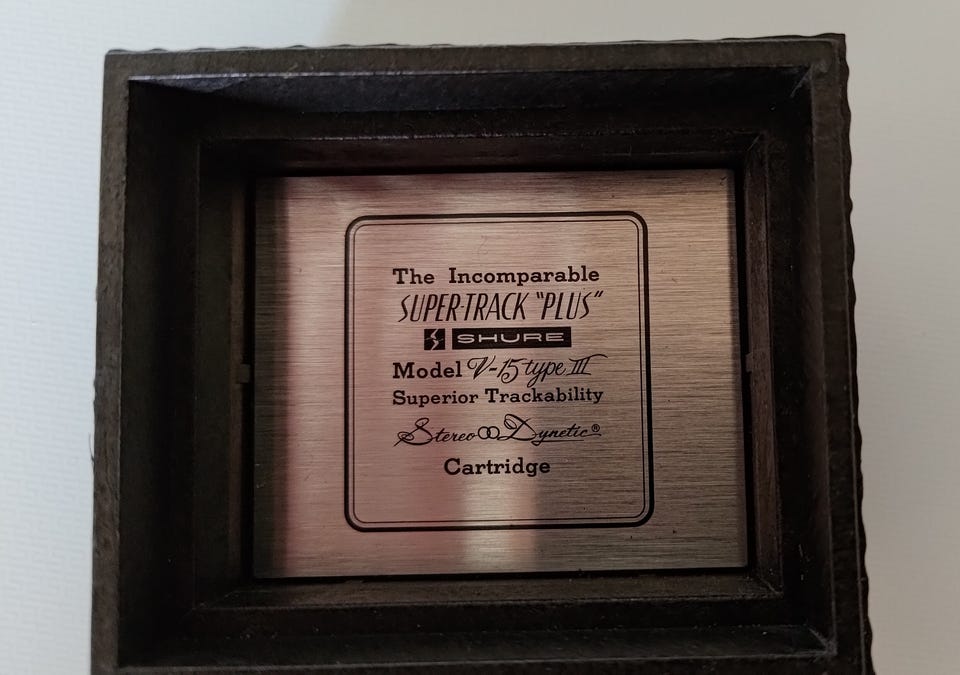 The Incomparable
SUPER-TRACK "PLUS"
SHURE
Model V-15 type III
Superior Trackability
Stereo Dynetic®
Cartridge